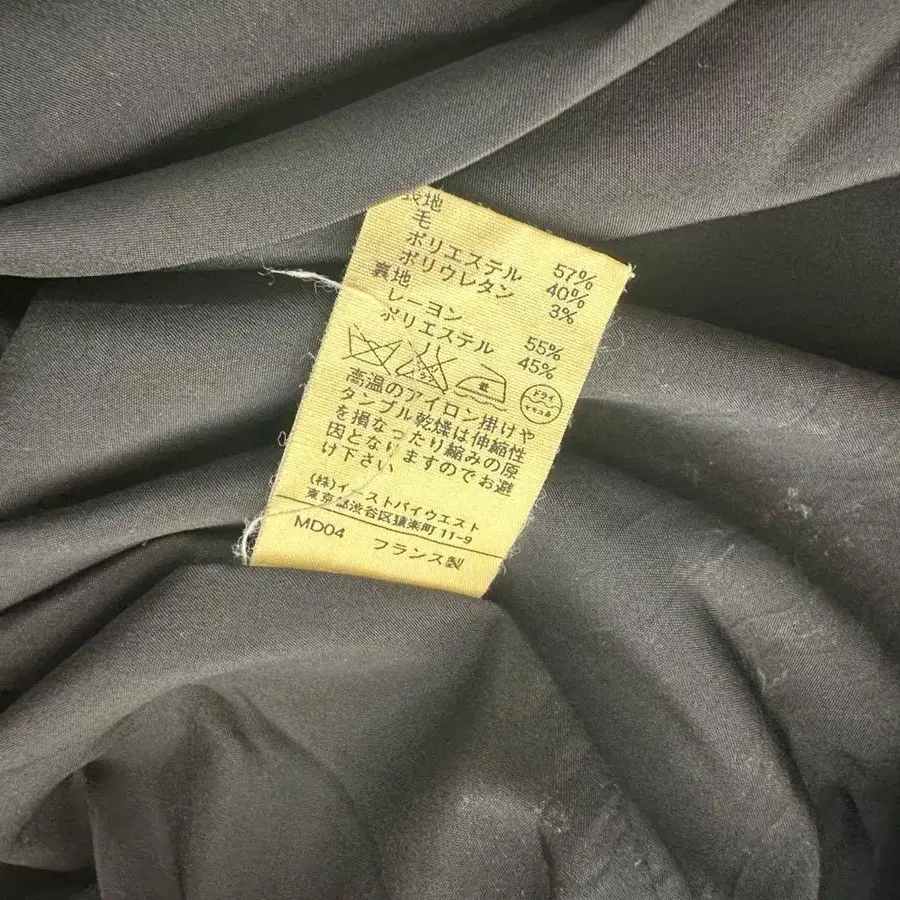 表地
毛 57%
ポリエステル 40%
ポリウレタン 3%
裏地
レーヨン 55%
ポリエステル 45%
ドライ
高温のアイロン掛けや
タンブル乾燥は伸縮性
を損なったり縮みの原
因となりますのでお避
け下さい
(株)イーストバイウエスト
東京都渋谷区猿楽町 11-9
MD04 フランス製